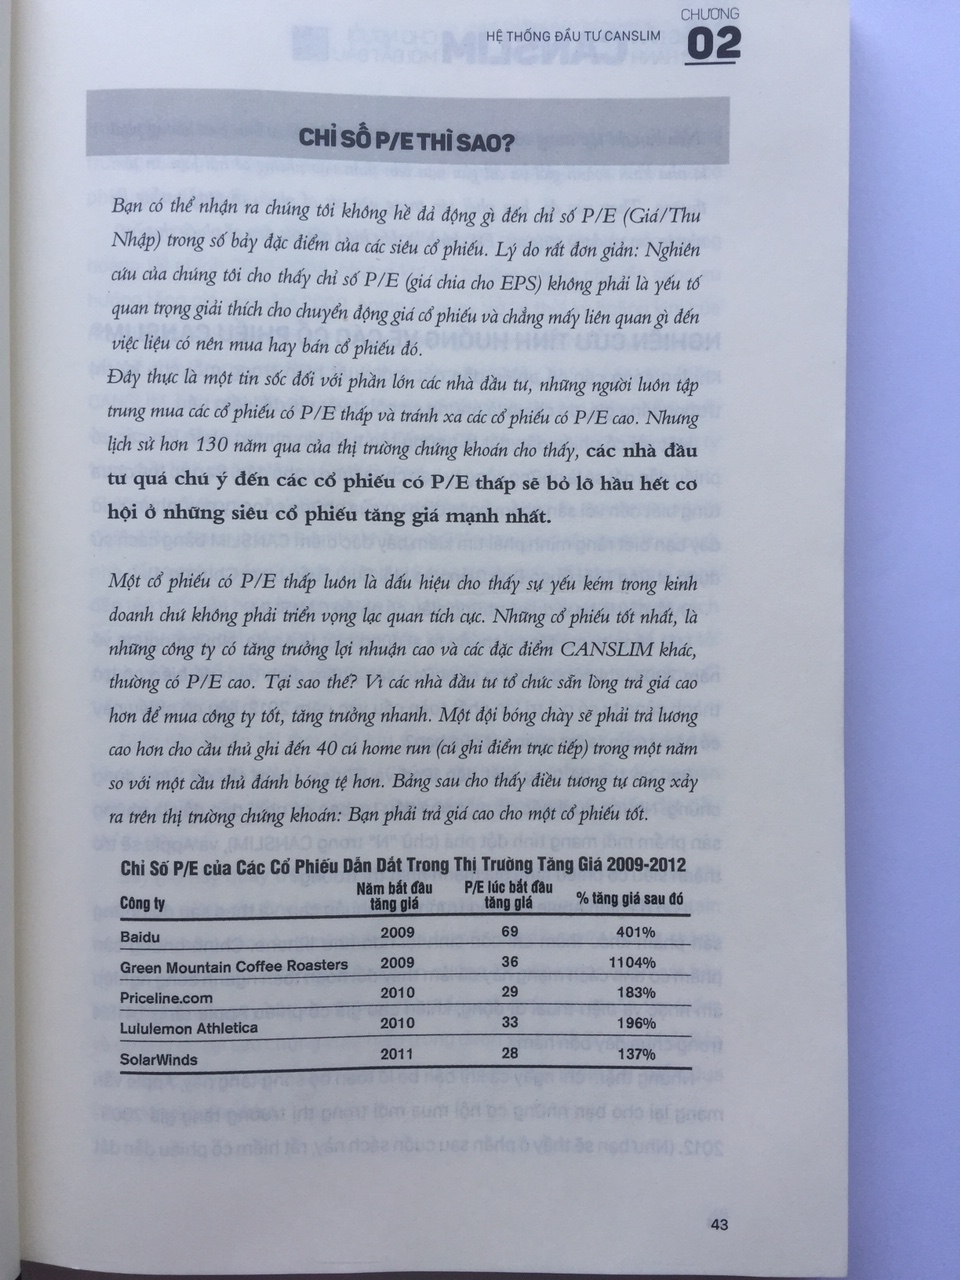 CHƯƠNG
HỆ THỐNG ĐẦU TƯ CANSLIM
02
CHỈ SỐ P/E THÌ SAO?
Bạn có thể nhận ra chúng tôi không hề đả động gì đến chỉ số P/E (Giá/Thu
Nhập) trong số bảy đặc điểm của các siêu cổ phiếu. Lý do rất đơn giản: Nghiên
cứu của chúng tôi cho thấy chỉ số P/E (giá chia cho EPS) không phải là yếu tố
quan trọng giải thích cho chuyển động giá cổ phiếu và chẳng mấy liên quan gì đến
việc liệu có nên mua hay bán cổ phiếu đó.
Đây thực là một tin sốc đối với phần lớn các nhà đầu tư, những người luôn tập
trung mua các cổ phiếu có P/E thấp và tránh xa các cổ phiếu có P/E cao. Nhưng
lịch sử hơn 130 năm qua của thị trường chứng khoán cho thấy, các nhà đầu
tư quá chú ý đến các cổ phiếu có P/E thấp sẽ bỏ lỡ hầu hết cơ
hội ở những siêu cổ phiếu tăng giá mạnh nhất.
Một cổ phiếu có P/E thấp luôn là dấu hiệu cho thấy sự yếu kém trong kinh
doanh chứ không phải triển vọng lạc quan tích cực. Những cổ phiếu tốt nhất, là
những công ty có tăng trưởng lợi nhuận cao và các đặc điểm CANSLIM khác,
thường có P/E cao. Tại sao thế? Vì các nhà đầu tư tổ chức sẵn lòng trả giá cao
hơn để mua công ty tốt, tăng trưởng nhanh. Một đội bóng chày sẽ phải trả lương
cao hơn cho cầu thủ ghi đến 40 cú home run (cú ghi điểm trực tiếp) trong một năm
so với một cầu thủ đánh bóng tệ hơn. Bảng sau cho thấy điều tương tự cũng xảy
ra trên thị trường chứng khoán: Bạn phải trả giá cao cho một cổ phiếu tốt.
Chỉ Số P/E của Các Cổ Phiếu Dẫn Dắt Trong Thị Trường Tăng Giá 2009-2012
Công ty Năm bắt đầu tăng giá P/E lúc bắt đầu tăng giá % tăng giá sau đó
Baidu 2009 69 401%
Green Mountain Coffee Roasters 2009 36 1104%
Priceline.com 2010 29 183%
Lululemon Athletica 2010 33 196%
SolarWinds 2011 28 137%
43